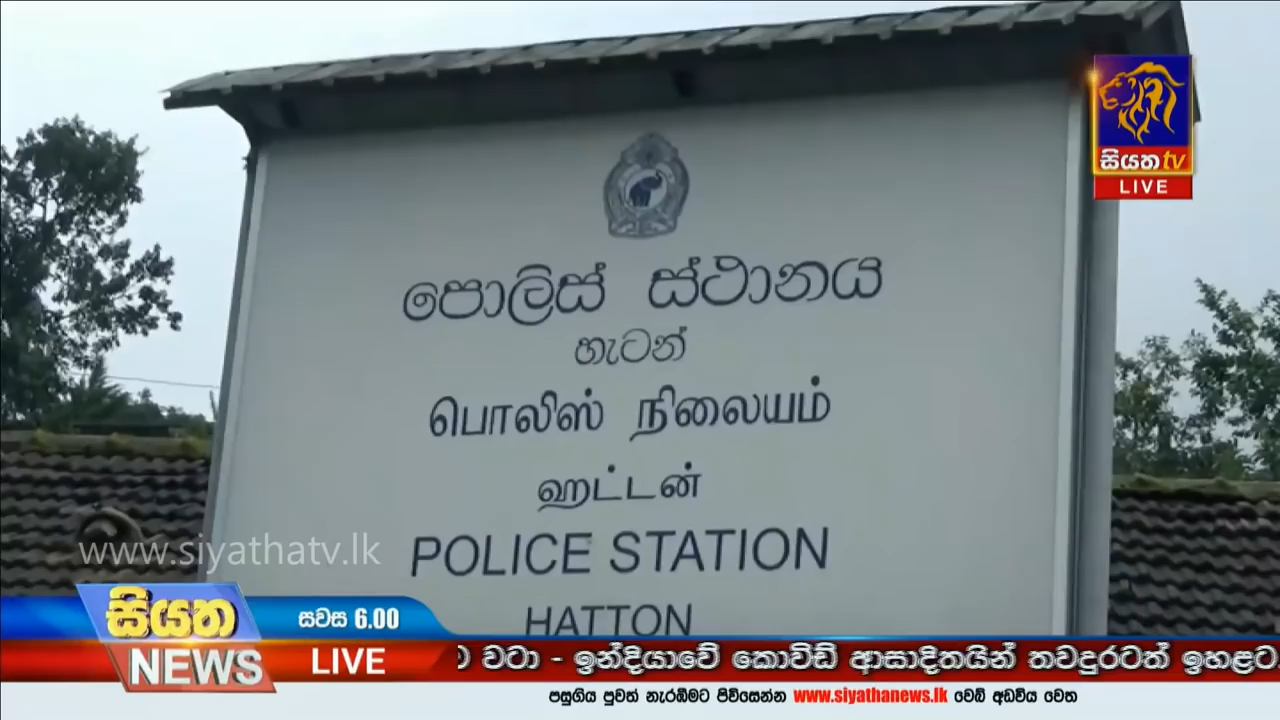 සියත tv
LIVE
පොලිස් ස්ථානය
හැටන්
பொலிஸ் நிலையம்
ஹட்டன்
POLICE STATION
HATTON
www.siyathatv.lk
සියත
NEWS
සවස 6.00
LIVE
වටා - ඉන්දියාවේ කොවිඩ් ආසාදිතයින් තවදුරටත් ඉහළට
පසුගිය පුවත් නැරඹීමට පිවිසෙන්න www.siyathanews.lk වෙබ් අඩවිය වෙත